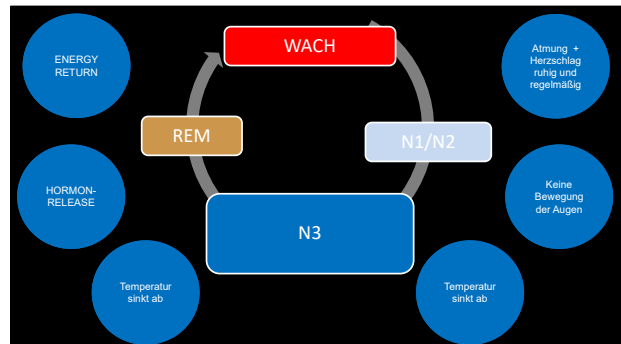 WACH
ENERGY
RETURN
Atmung  +
Herzschlag
ruhig und
regelmäßig
REM
N1/N2
HORMON-
RELEASE
Keine
Bewegung
der Augen
N3
Temperatur
sinkt ab
Temperatur
sinkt ab